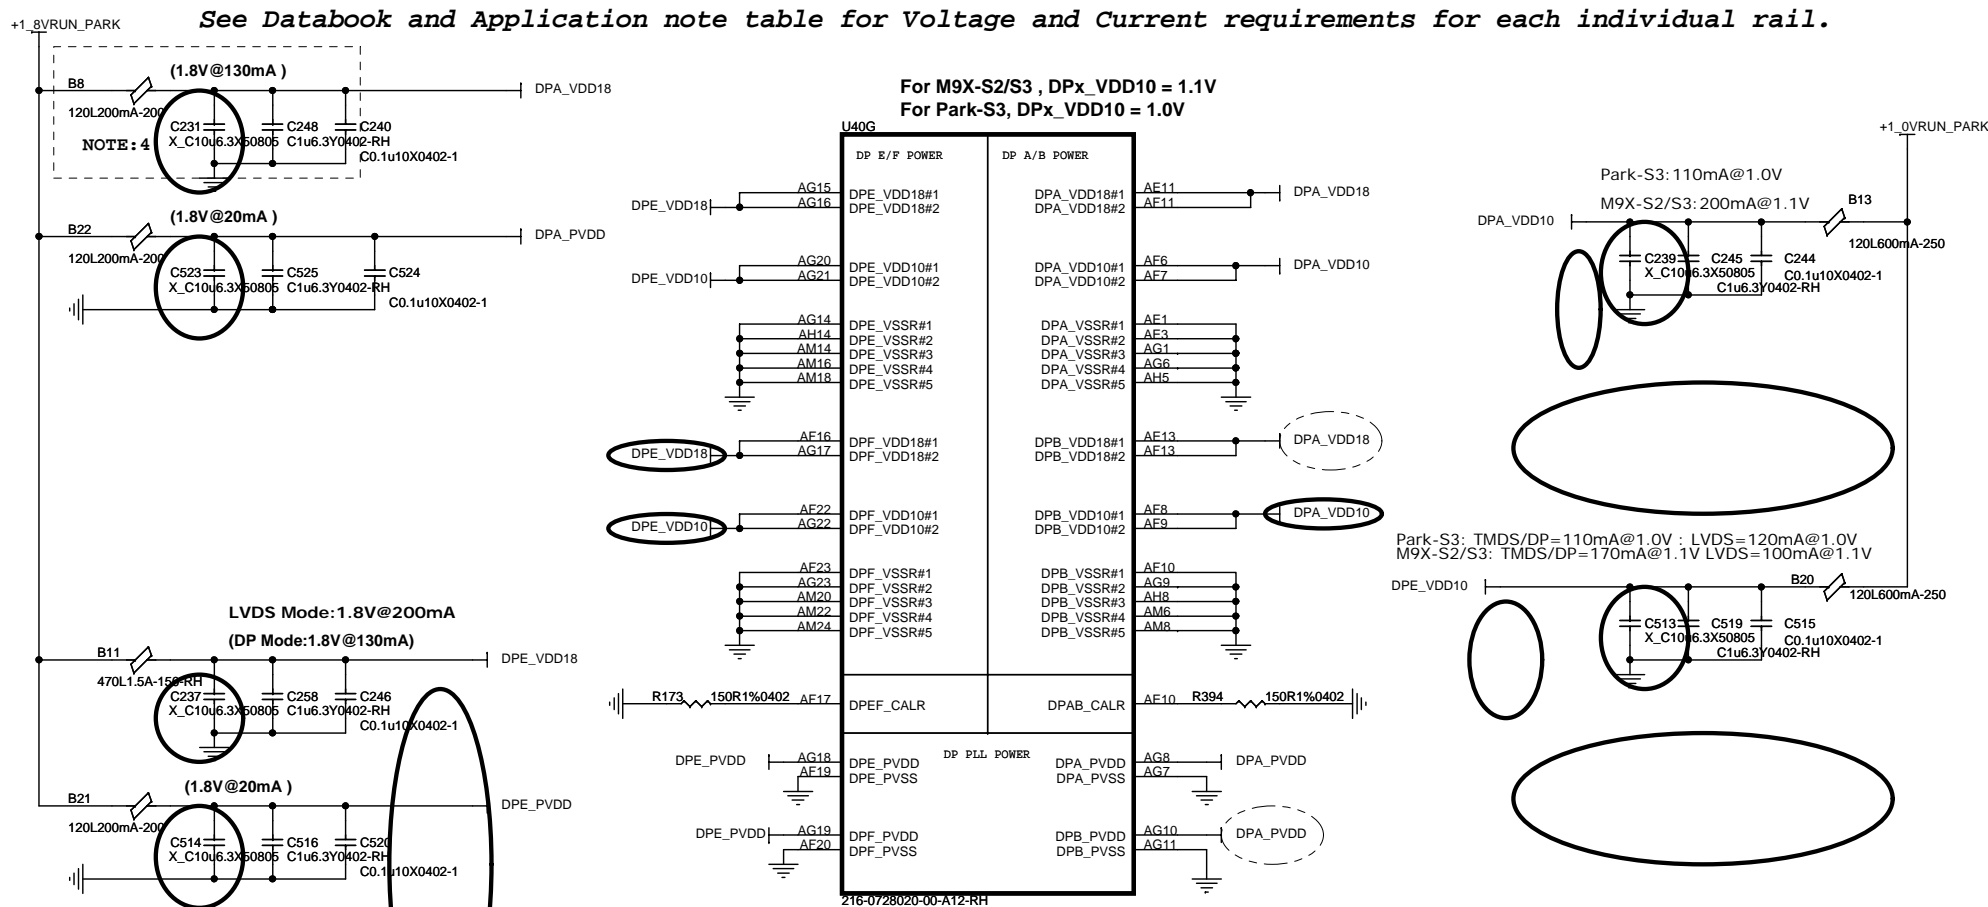 See Databook and Application note table for Voltage and Current requirements for each individual rail.
+1_8VRUN_PARK
B8
120L200mA-200
(1.8V@130mA )
DPA_VDD18
NOTE:4
C231
X_C10u6.3X50805
C248
C1u6.3Y0402-RH
C240
C0.1u10X0402-1
B22
120L200mA-200
(1.8V@20mA )
DPA_PVDD
C523
X_C10u6.3X50805
C525
C1u6.3Y0402-RH
C524
C0.1u10X0402-1
LVDS Mode:1.8V@200mA
(DP Mode:1.8V@130mA)
B11
470L1.5A-150-RH
DPE_VDD18
C237
X_C10u6.3X50805
C258
C1u6.3Y0402-RH
C246
C0.1u10X0402-1
B21
120L200mA-200
(1.8V@20mA )
DPE_PVDD
C514
X_C10u6.3X50805
C516
C1u6.3Y0402-RH
C520
C0.1u10X0402-1
For M9X-S2/S3 , DPx_VDD10 = 1.1V
For Park-S3, DPx_VDD10 = 1.0V
U40G
DP E/F POWER
DP A/B POWER
DPE_VDD18
AG15 DPE_VDD18#1
AG16 DPE_VDD18#2
DPA_VDD18#1 AE11
DPA_VDD18#2 AF11
DPA_VDD18
DPE_VDD10
AG20 DPE_VDD10#1
AG21 DPE_VDD10#2
DPA_VDD10#1 AF6
DPA_VDD10#2 AF7
DPA_VDD10
AG14 DPE_VSSR#1
AH14 DPE_VSSR#2
AM14 DPE_VSSR#3
AM16 DPE_VSSR#4
AM18 DPE_VSSR#5
DPA_VSSR#1 AE1
DPA_VSSR#2 AE3
DPA_VSSR#3 AG1
DPA_VSSR#4 AG6
DPA_VSSR#5 AH5
DPE_VDD18
AF16 DPF_VDD18#1
AG17 DPF_VDD18#2
DPB_VDD18#1 AE13
DPB_VDD18#2 AF13
DPA_VDD18
DPE_VDD10
AF22 DPF_VDD10#1
AG22 DPF_VDD10#2
DPB_VDD10#1 AF8
DPB_VDD10#2 AF9
DPA_VDD10
AF23 DPF_VSSR#1
AG23 DPF_VSSR#2
AM20 DPF_VSSR#3
AM22 DPF_VSSR#4
AM24 DPF_VSSR#5
DPB_VSSR#1 AF10
DPB_VSSR#2 AG9
DPB_VSSR#3 AH8
DPB_VSSR#4 AM6
DPB_VSSR#5 AM8
R173 150R1%0402 AF17 DPEF_CALR
DPAB_CALR AE10 R394 150R1%0402
DP PLL POWER
DPE_PVDD
AG18 DPE_PVDD
AF19 DPE_PVSS
DPA_PVDD AG8
DPA_PVSS AG7
DPA_PVDD
DPE_PVDD
AG19 DPF_PVDD
AF20 DPF_PVSS
DPB_PVDD AG10
DPB_PVSS AG11
DPA_PVDD
216-0728020-00-A12-RH
+1_0VRUN_PARK
Park-S3:110mA@1.0V
M9X-S2/S3:200mA@1.1V
B13
120L600mA-250
DPA_VDD10
C239
X_C10u6.3X50805
C245
C1u6.3Y0402-RH
C244
C0.1u10X0402-1
Park-S3: TMDS/DP=110mA@1.0V : LVDS=120mA@1.0V
M9X-S2/S3: TMDS/DP=170mA@1.1V LVDS=100mA@1.1V
DPE_VDD10
B20
120L600mA-250
C513
X_C10u6.3X50805
C519
C1u6.3Y0402-RH
C515
C0.1u10X0402-1